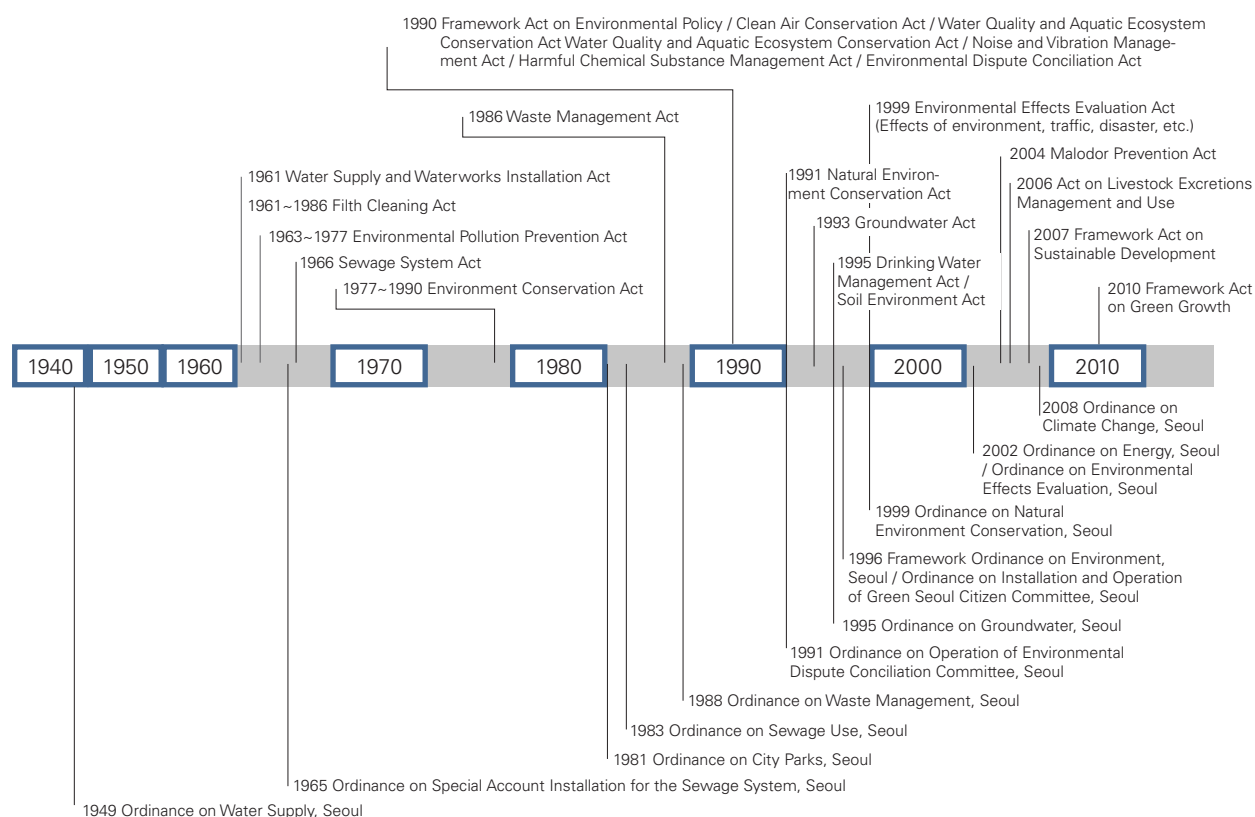 1990 Framework Act on Environmental Policy / Clean Air Conservation Act / Water Quality and Aquatic Ecosystem
Conservation Act Water Quality and Aquatic Ecosystem Conservation Act / Noise and Vibration Manage-
ment Act / Harmful Chemical Substance Management Act / Environmental Dispute Conciliation Act
1986 Waste Management Act
1999 Environmental Effects Evaluation Act
(Effects of environment, traffic, disaster, etc.)
2004 Malodor Prevention Act
1961 Water Supply and Waterworks Installation Act
1991 Natural Environ-
ment Conservation Act
2006 Act on Livestock Excretions
Management and Use
1961~1986 Filth Cleaning Act
1993 Groundwater Act
1963~1977 Environmental Pollution Prevention Act
2007 Framework Act on
Sustainable Development
1966 Sewage System Act
1995 Drinking Water
Management Act /
Soil Environment Act
1977~1990 Environment Conservation Act
2010 Framework Act
on Green Growth
1940
1950
1960
1970
1980
1990
2000
2010
2008 Ordinance on
Climate Change, Seoul
2002 Ordinance on Energy, Seoul
/ Ordinance on Environmental
Effects Evaluation, Seoul
1999 Ordinance on Natural
Environment Conservation, Seoul
1996 Framework Ordinance on Environment,
Seoul / Ordinance on Installation and Operation
of Green Seoul Citizen Committee, Seoul
1995 Ordinance on Groundwater, Seoul
1991 Ordinance on Operation of Environmental
Dispute Conciliation Committee, Seoul
1988 Ordinance on Waste Management, Seoul
1983 Ordinance on Sewage Use, Seoul
1981 Ordinance on City Parks, Seoul
1965 Ordinance on Special Account Installation for the Sewage System, Seoul
1949 Ordinance on Water Supply, Seoul